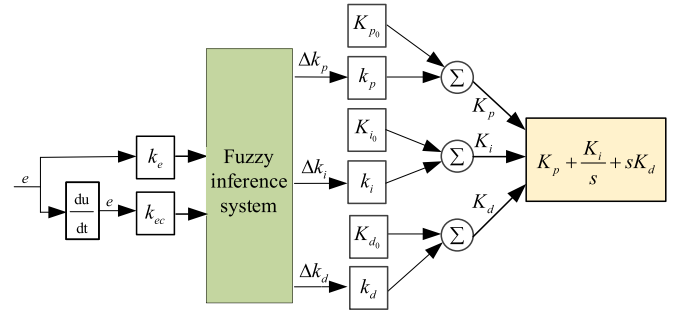 e
du
dt
e
k_e
k_ec
Fuzzy
inference
system
Δk_p
Δk_i
Δk_d
K_p0
k_p
K_i0
k_i
K_d0
k_d
Σ
Σ
Σ
K_p
K_i
K_d
K_p + K_i/s + sK_d